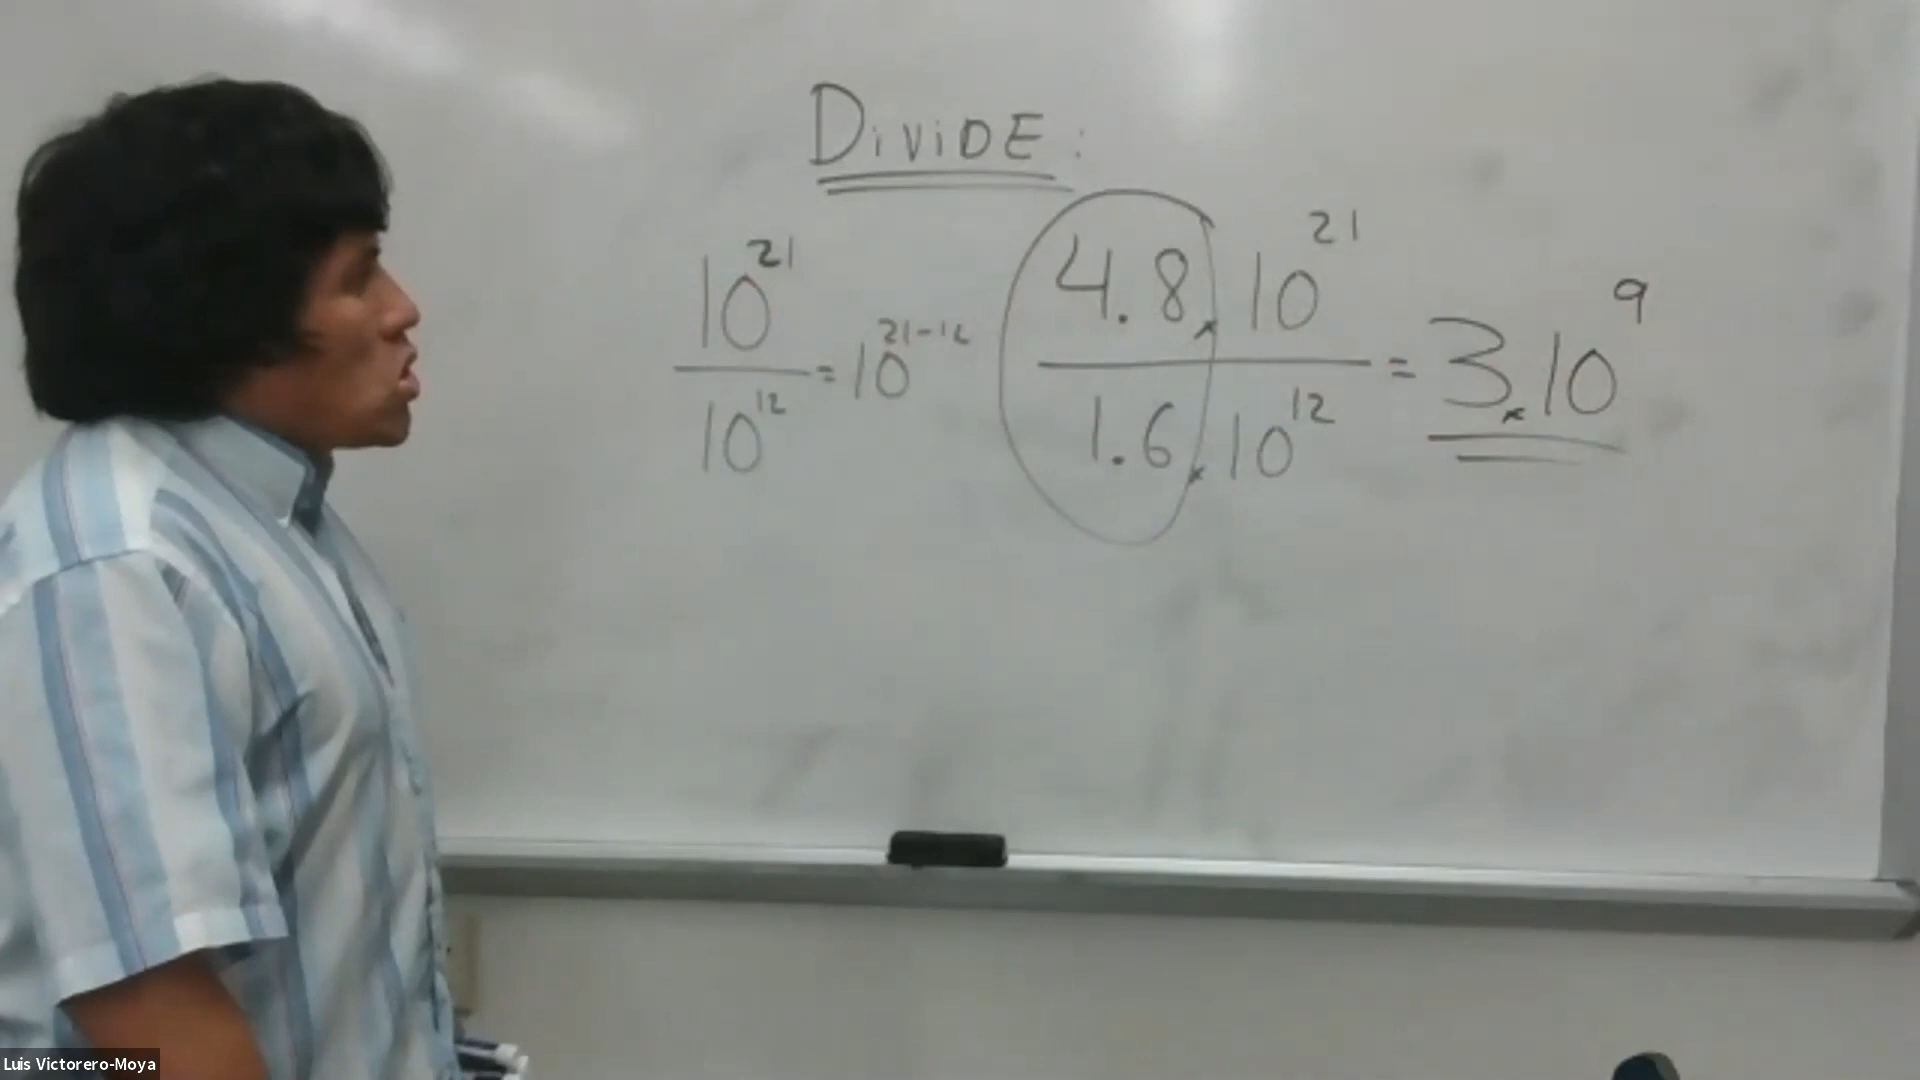 DiViDE:
10^21 / 10^12 = 10^21-12
4.8 . 10^21 / 1.6 . 10^12 = 3 . 10^9
Luis Victorero-Moya